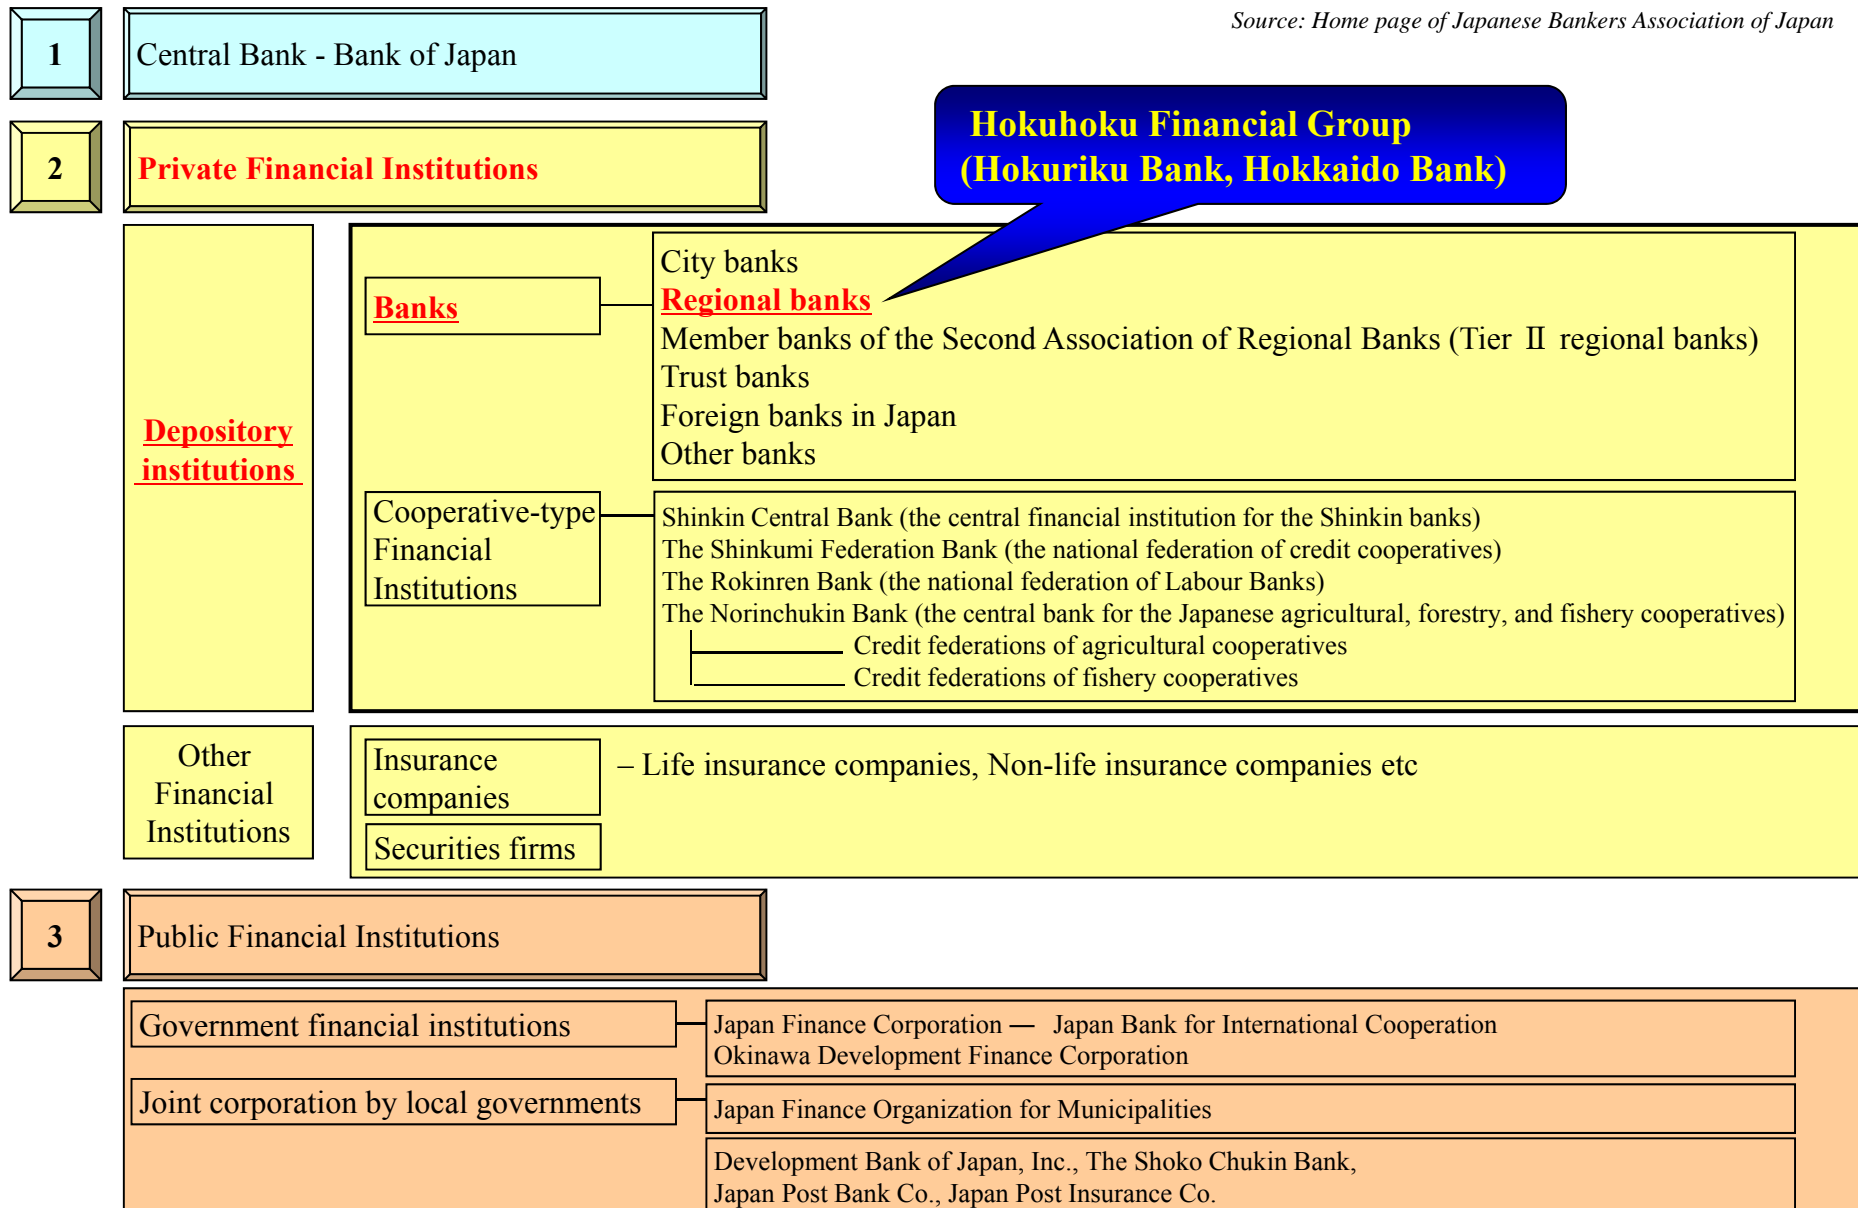 Source: Home page of Japanese Bankers Association of Japan
1
Central Bank - Bank of Japan
2
Private Financial Institutions
Hokuhoku Financial Group
(Hokuriku Bank, Hokkaido Bank)
Depository
institutions
Banks
City banks
Regional banks
Member banks of the Second Association of Regional Banks (Tier Ⅱ regional banks)
Trust banks
Foreign banks in Japan
Other banks
Cooperative-type
Financial
Institutions
Shinkin Central Bank (the central financial institution for the Shinkin banks)
The Shinkumi Federation Bank (the national federation of credit cooperatives)
The Rokinren Bank (the national federation of Labour Banks)
The Norinchukin Bank (the central bank for the Japanese agricultural, forestry, and fishery cooperatives)
Credit federations of agricultural cooperatives
Credit federations of fishery cooperatives
Other
Financial
Institutions
Insurance
companies
– Life insurance companies, Non-life insurance companies etc
Securities firms
3
Public Financial Institutions
Government financial institutions
Japan Finance Corporation — Japan Bank for International Cooperation
Okinawa Development Finance Corporation
Joint corporation by local governments
Japan Finance Organization for Municipalities
Development Bank of Japan, Inc., The Shoko Chukin Bank,
Japan Post Bank Co., Japan Post Insurance Co.